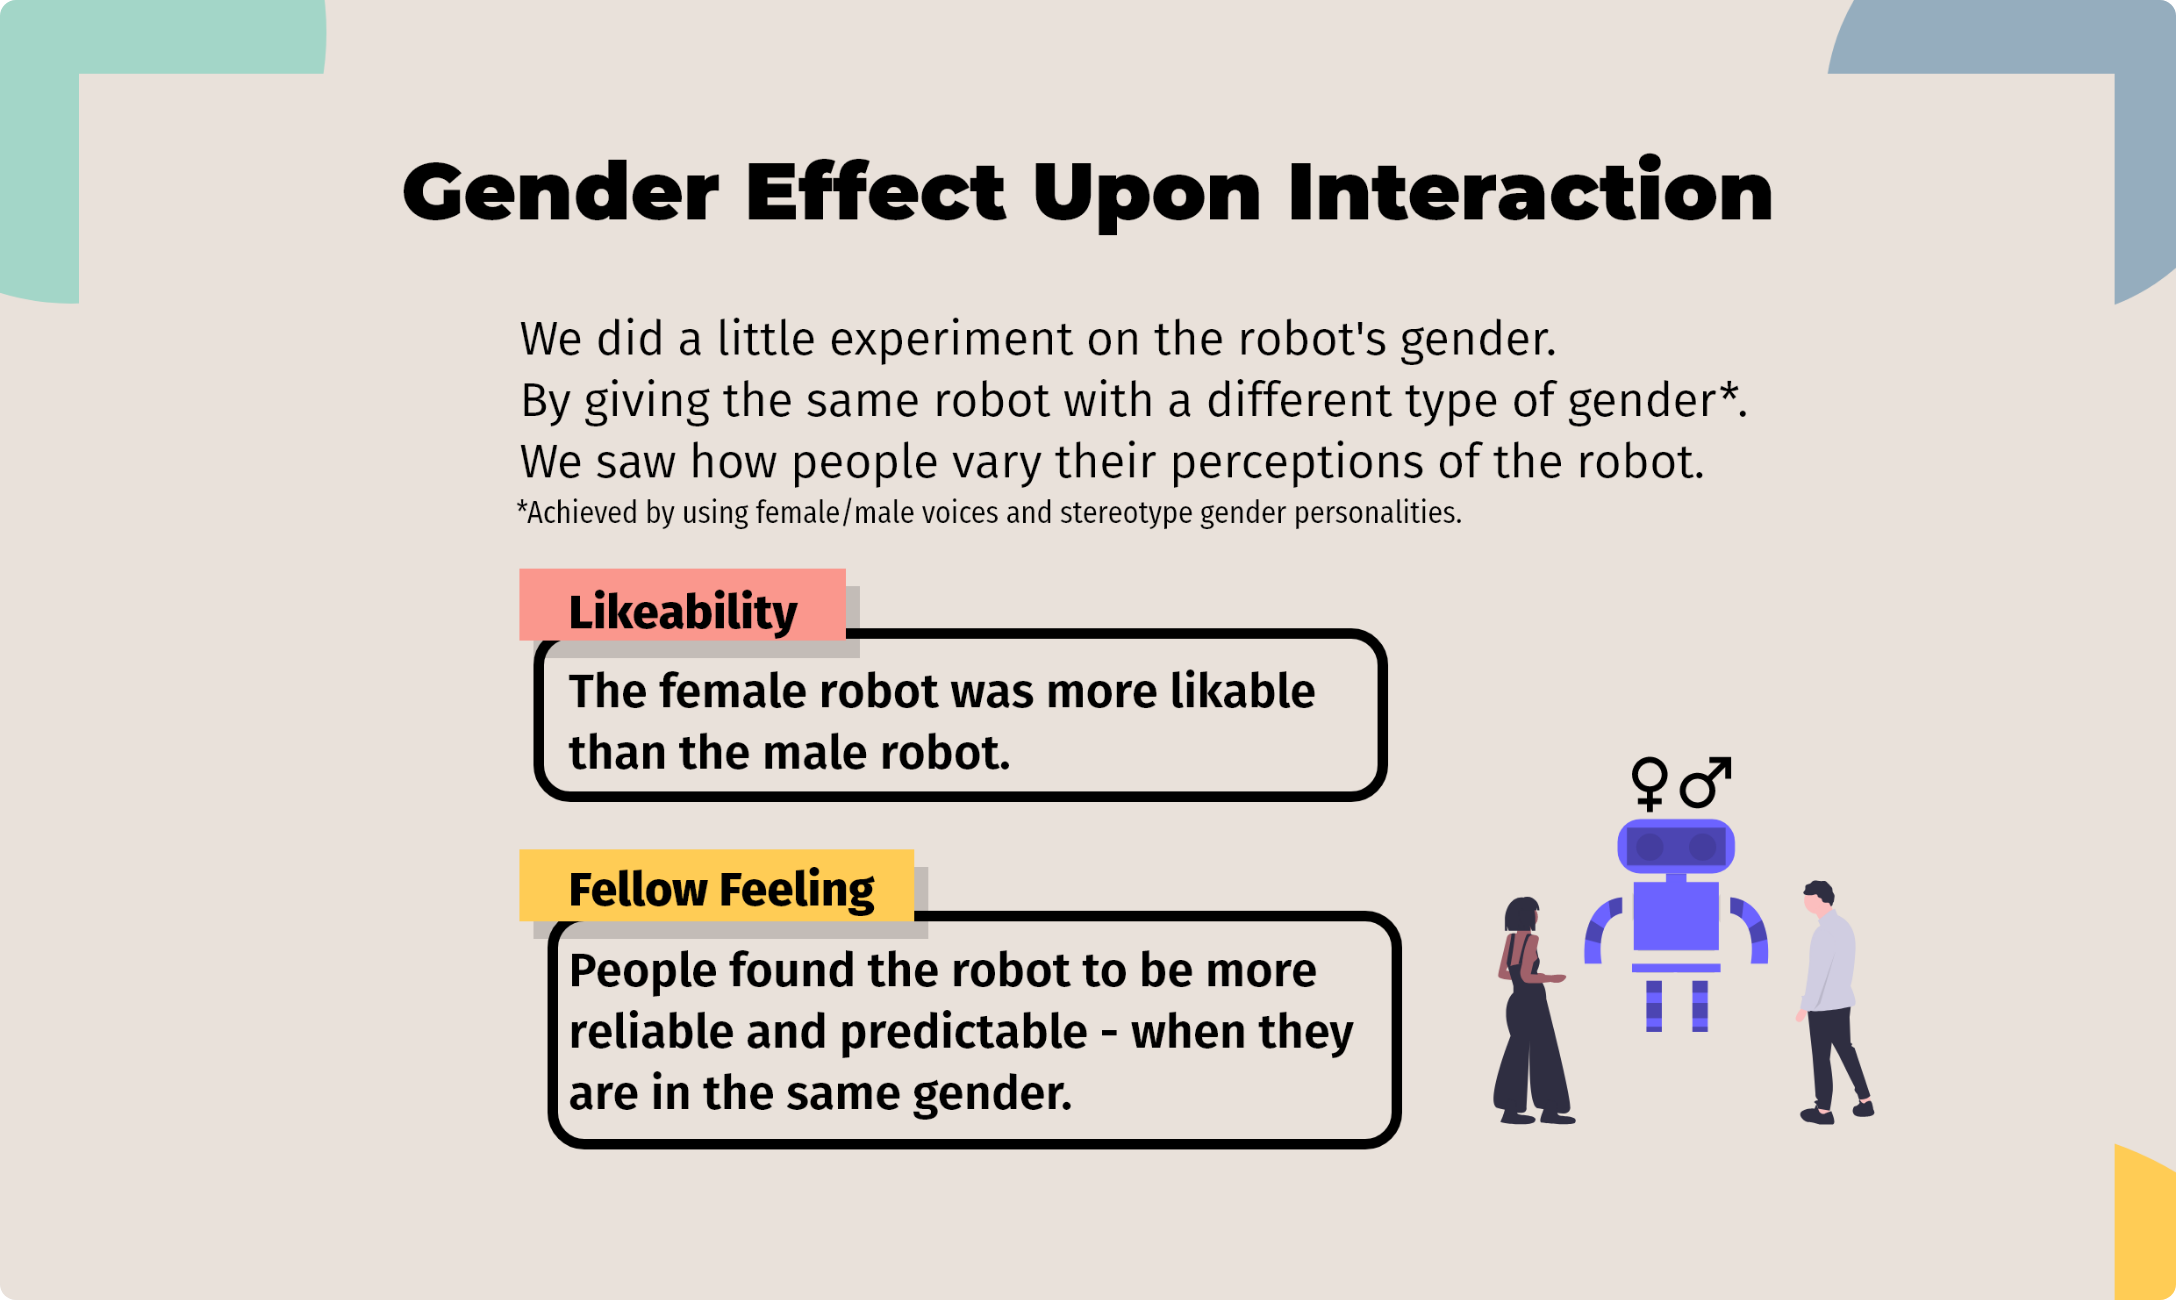 Gender Effect Upon Interaction
We did a little experiment on the robot's gender.
By giving the same robot with a different type of gender*.
We saw how people vary their perceptions of the robot.
*Achieved by using female/male voices and stereotype gender personalities.
Likeability
The female robot was more likable
than the male robot.
Fellow Feeling
People found the robot to be more
reliable and predictable - when they
are in the same gender.